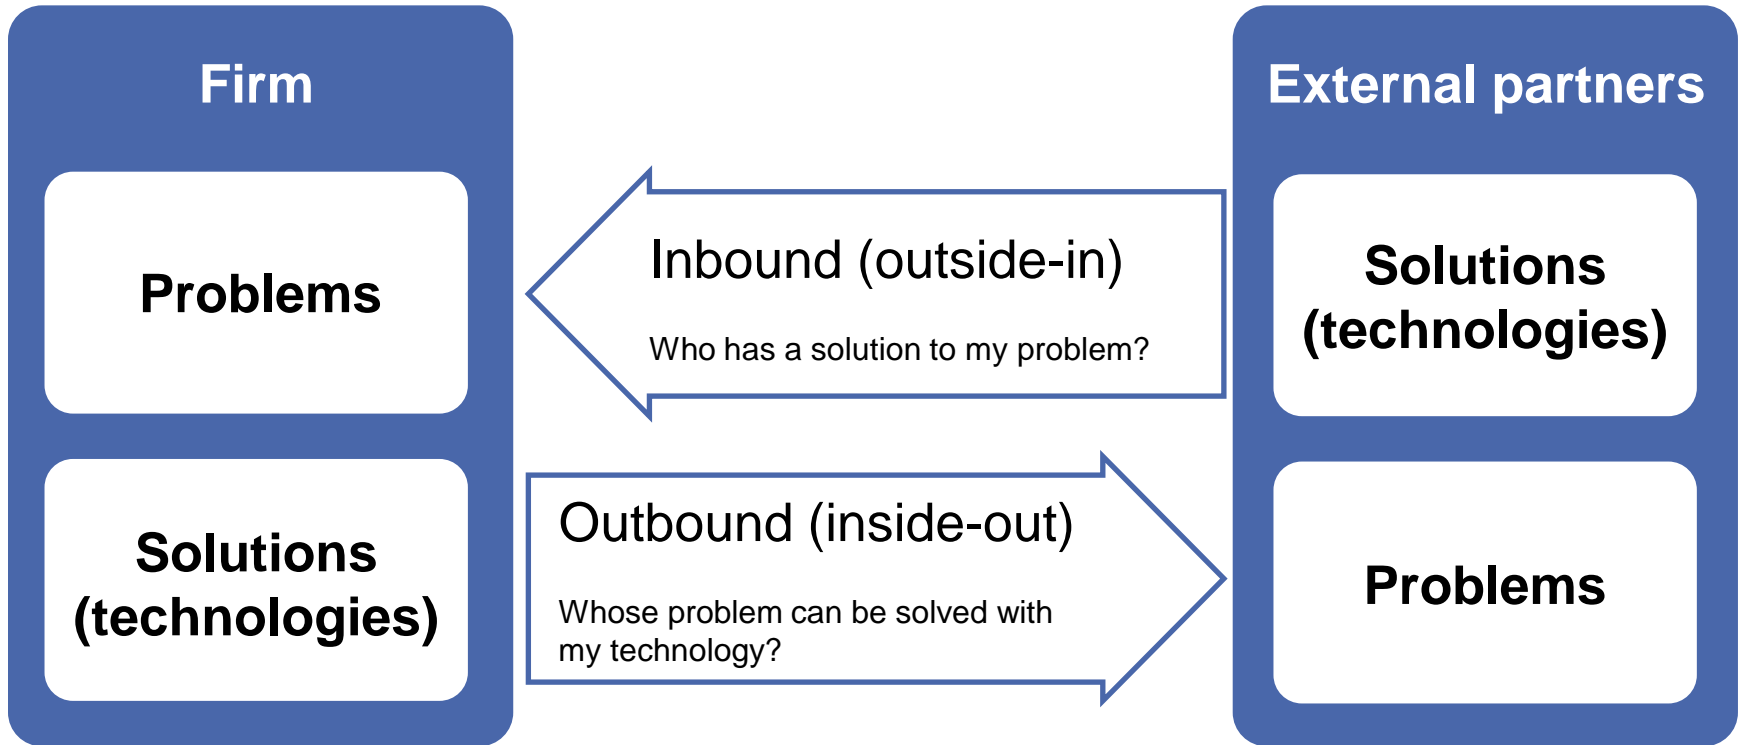 Firm
Problems
Solutions
(technologies)
Inbound (outside-in)
Who has a solution to my problem?
Outbound (inside-out)
Whose problem can be solved with
my technology?
External partners
Solutions
(technologies)
Problems